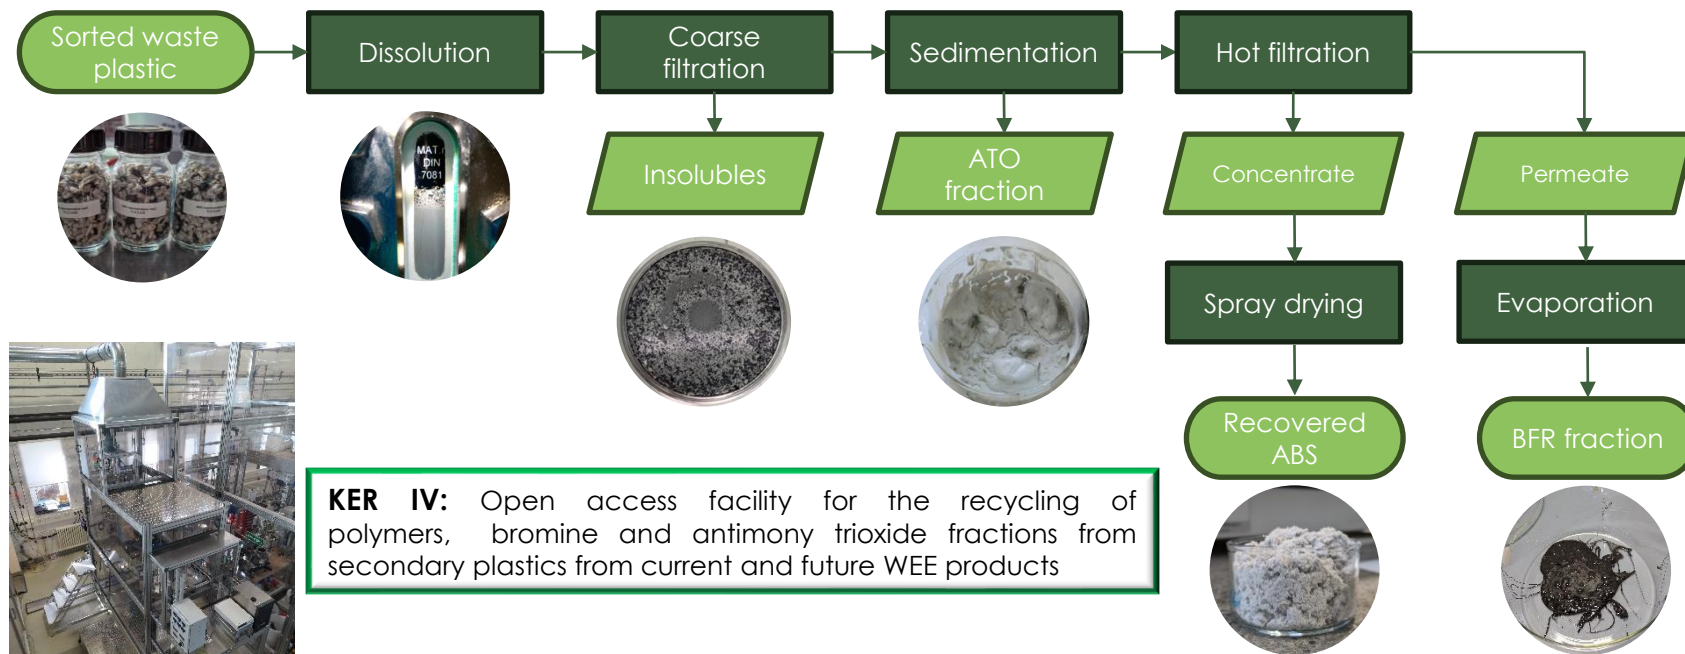 Sorted waste
plastic
Dissolution
Coarse
filtration
Sedimentation
Hot filtration
MAT.
DIN
7081
Insolubles
ATO
fraction
Concentrate
Permeate
Spray drying
Evaporation
Recovered
ABS
BFR fraction
KER IV: Open access facility for the recycling of
polymers, bromine and antimony trioxide fractions from
secondary plastics from current and future WEE products